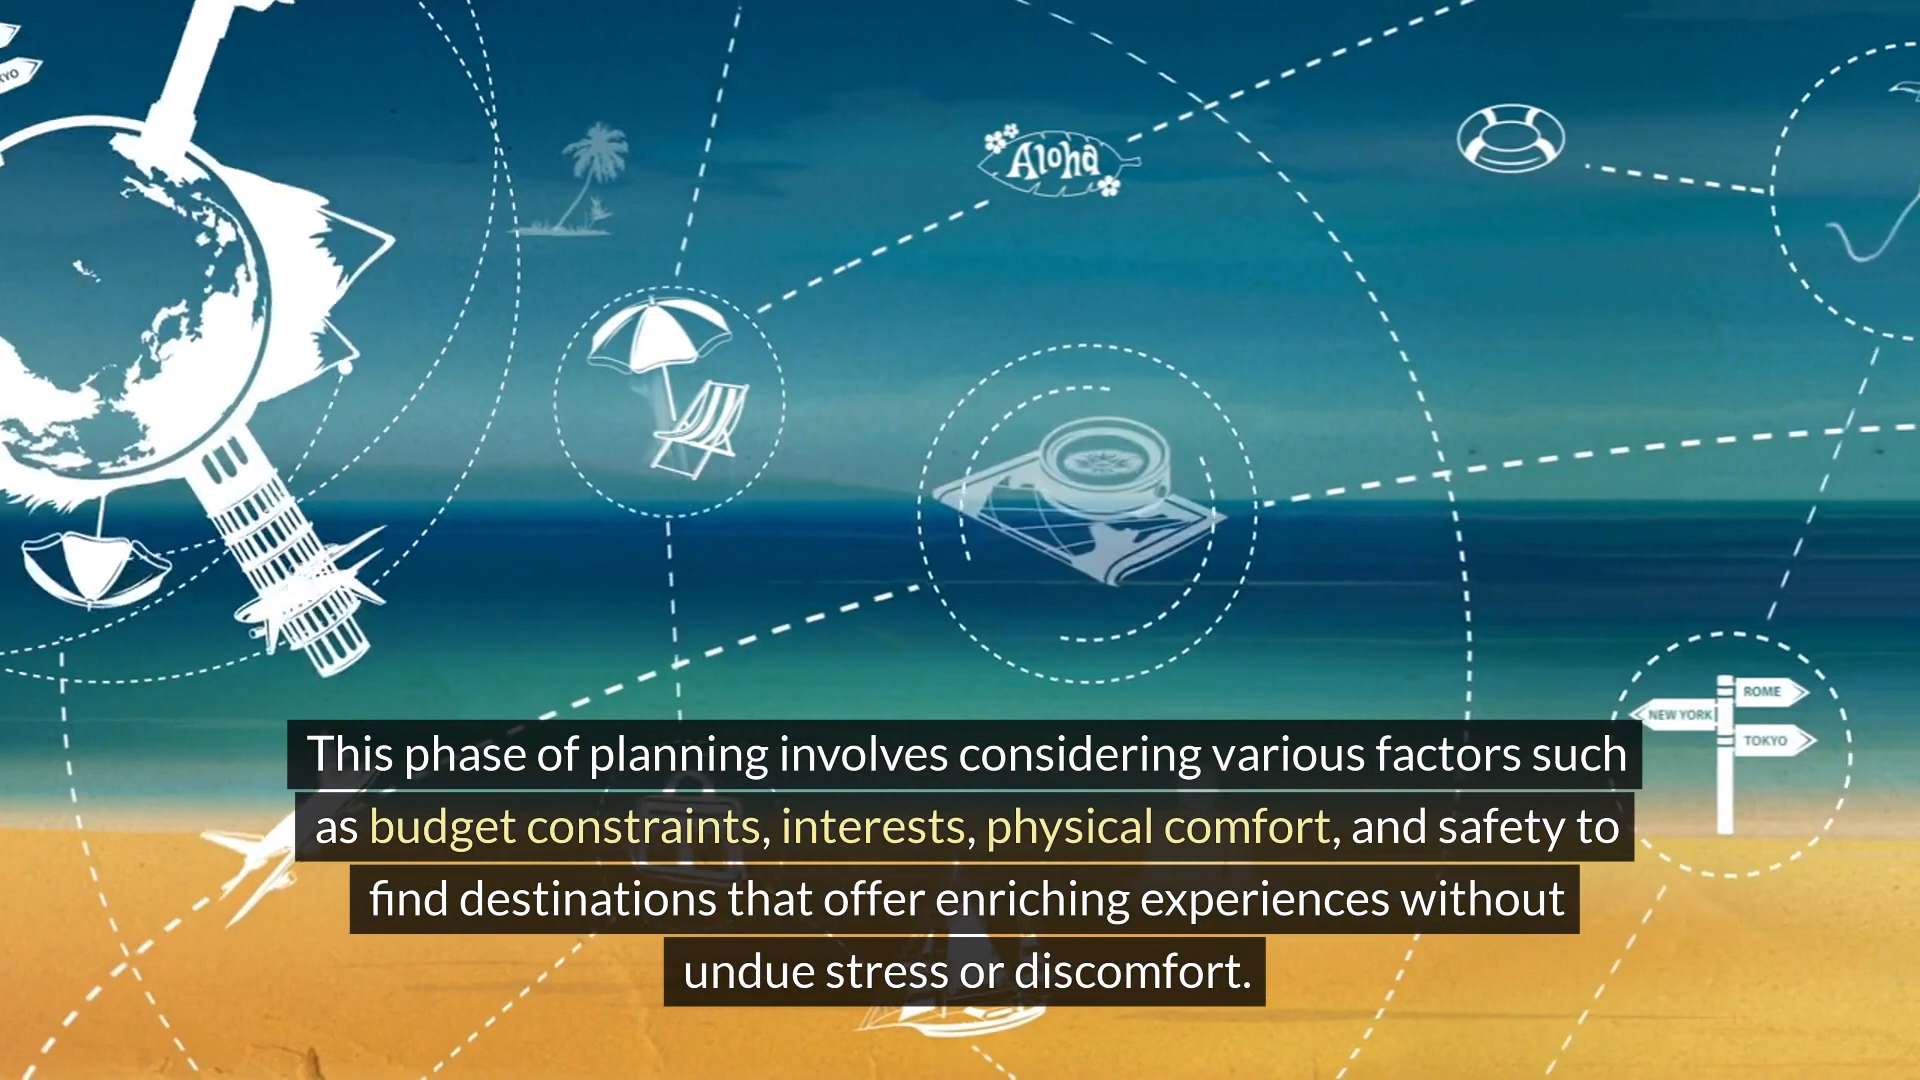 Aloha
ROME
NEW YORK
TOKYO
This phase of planning involves considering various factors such
as budget constraints, interests, physical comfort, and safety to
find destinations that offer enriching experiences without
undue stress or discomfort.